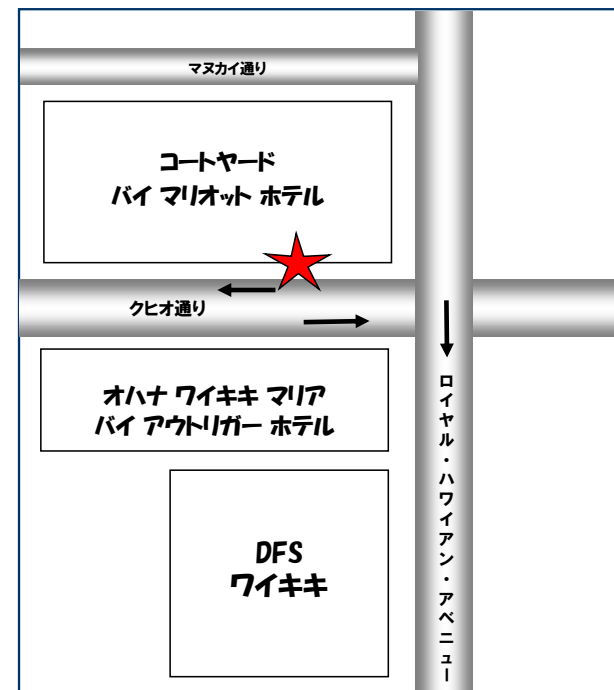 マヌカイ通り
コートヤード
バイ マリオット ホテル
クヒオ通り
オハナ ワイキキ マリア
バイ アウトリガー ホテル
ロイヤル・ハワイアン・アベニュー
DFS
ワイキキ